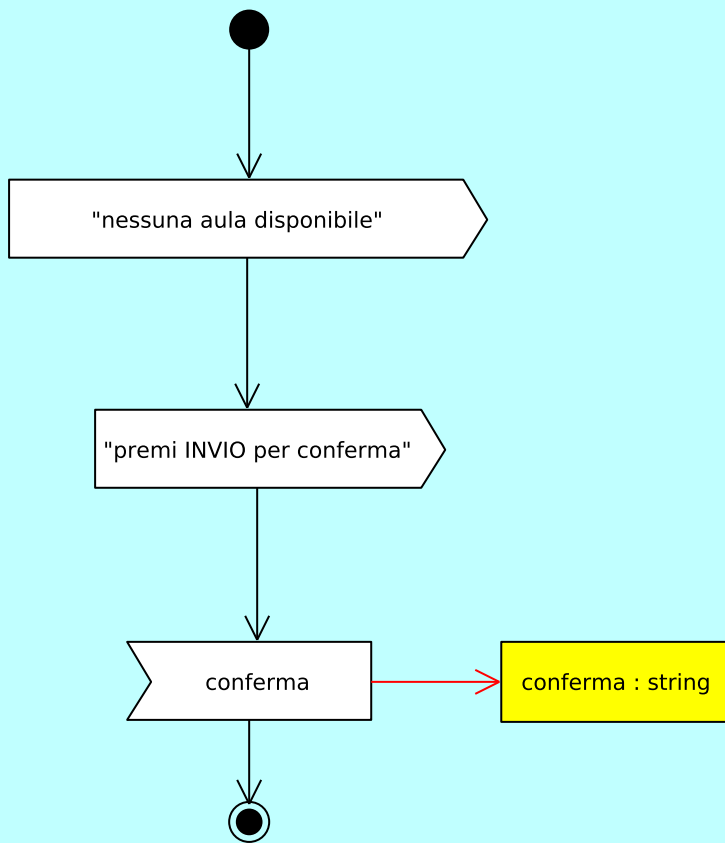 "nessuna aula disponibile"
"premi INVIO per conferma"
conferma
conferma : string